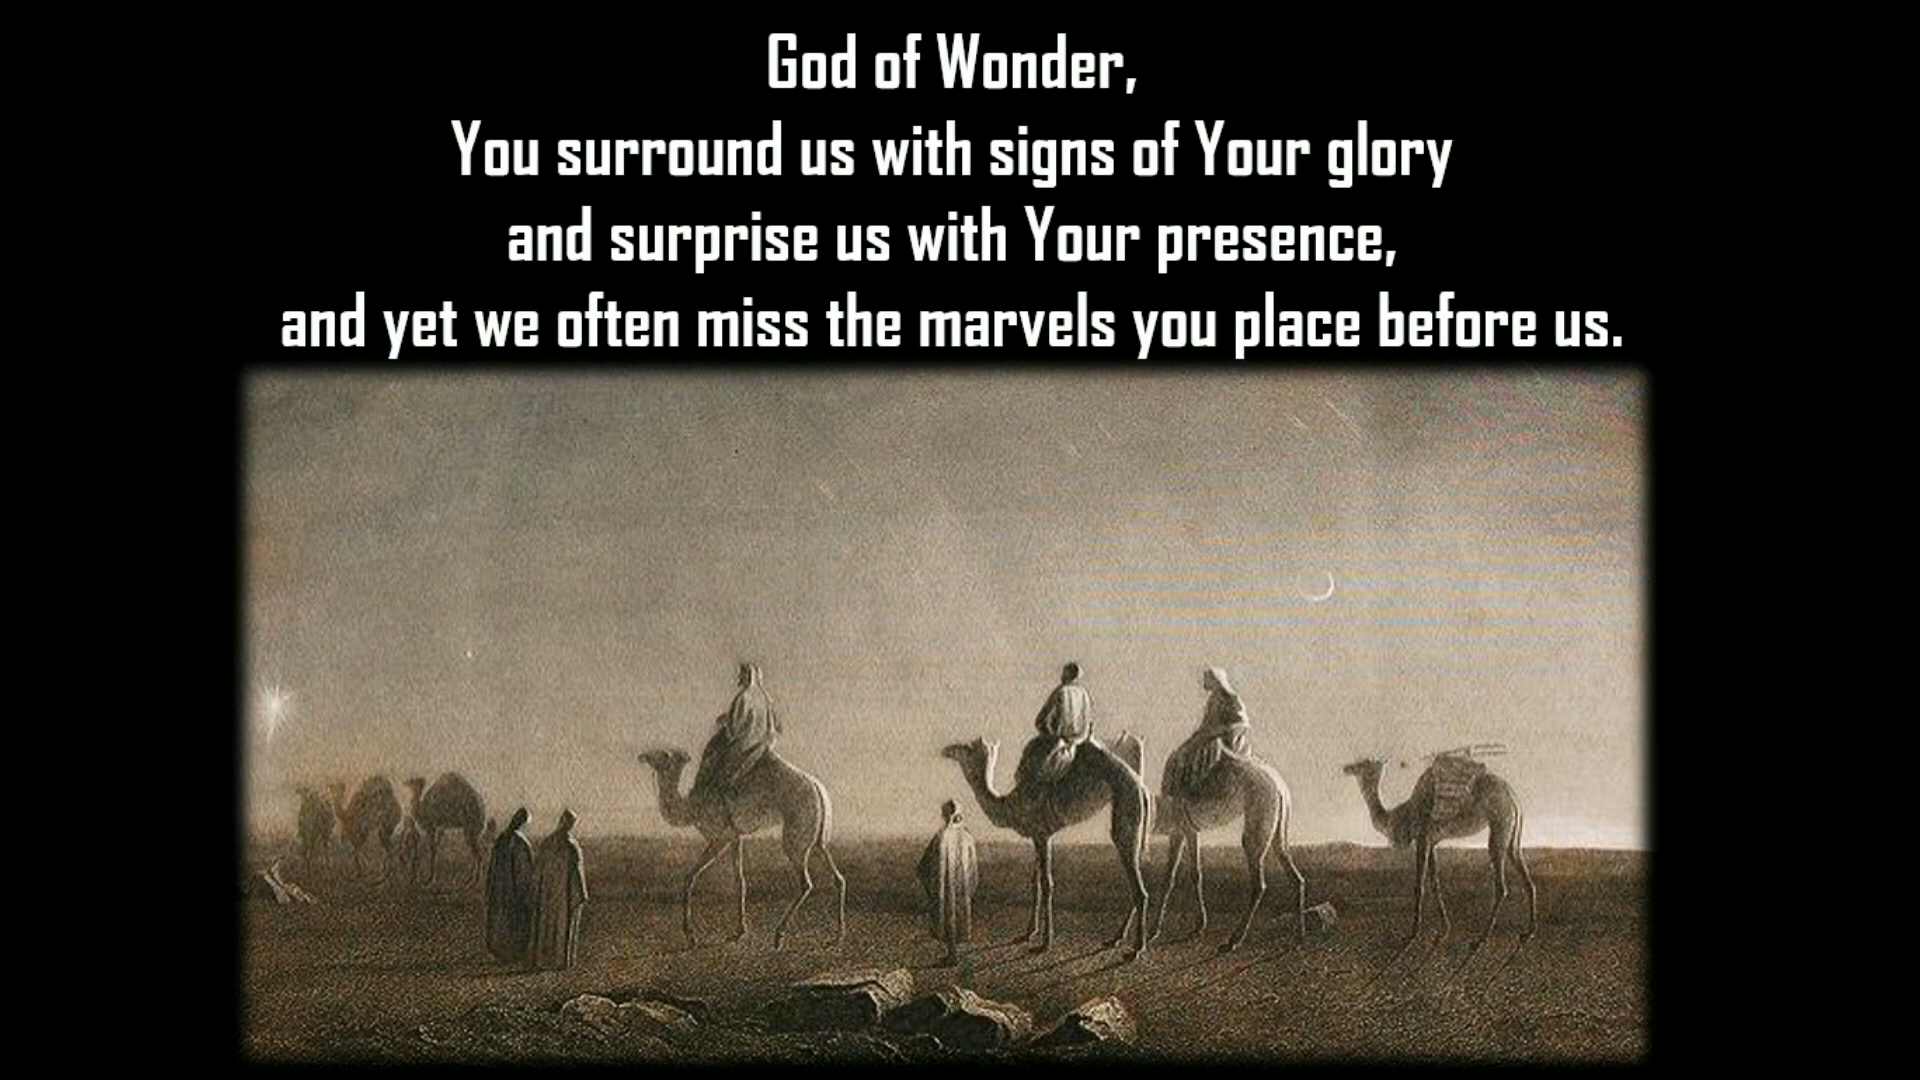 God of Wonder,
You surround us with signs of Your glory
and surprise us with Your presence,
and yet we often miss the marvels you place before us.